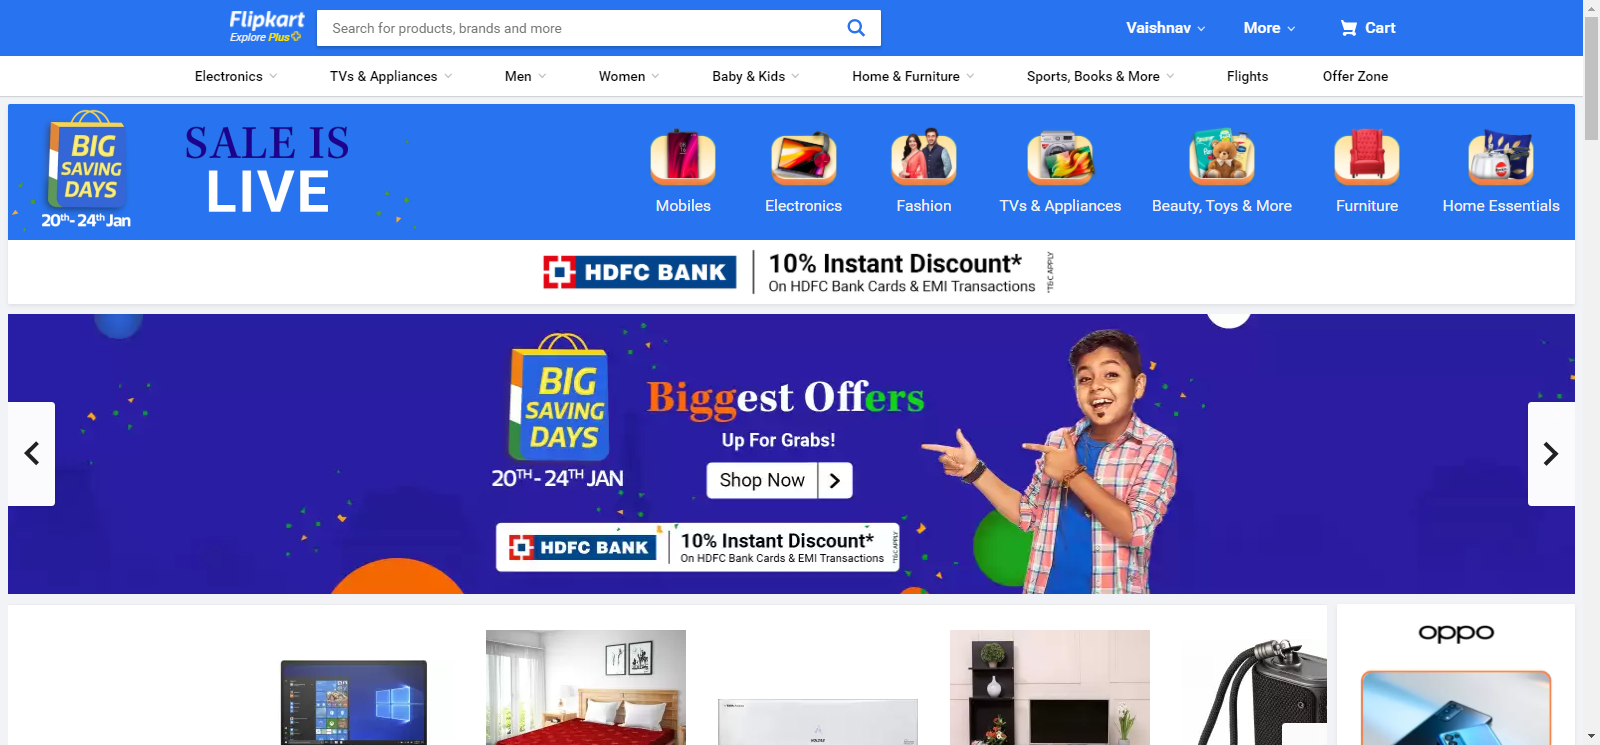 Flipkart
Explore Plus
Search for products, brands and more
Vaishnav
More
Cart
Electronics
TVs & Appliances
Men
Women
Baby & Kids
Home & Furniture
Sports, Books & More
Flights
Offer Zone
BIG
SAVING
DAYS
20th - 24th Jan
SALE IS
LIVE
Mobiles
Electronics
Fashion
TVs & Appliances
Beauty, Toys & More
Furniture
Home Essentials
HDFC BANK
10% Instant Discount*
On HDFC Bank Cards & EMI Transactions
*T&C APPLY
BIG
SAVING
DAYS
20TH - 24TH JAN
Biggest Offers
Up For Grabs!
Shop Now
HDFC BANK
10% Instant Discount*
On HDFC Bank Cards & EMI Transactions
*T&C APPLY
oppo